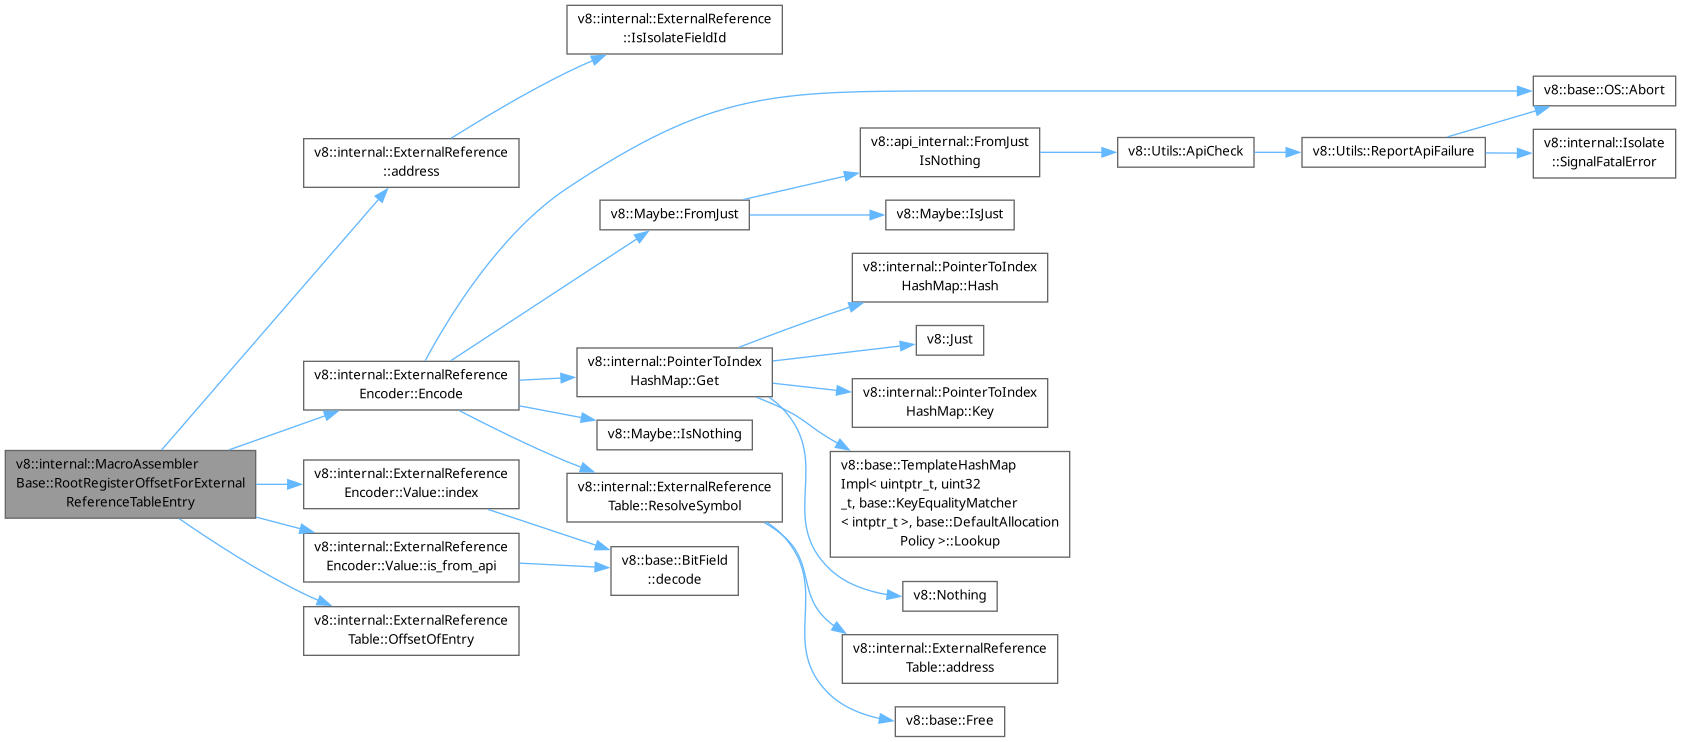 v8::internal::ExternalReference
::IsIsolateFieldId
v8::base::OS::Abort
v8::internal::ExternalReference
::address
v8::api_internal::FromJust
IsNothing
v8::Utils::ApiCheck
v8::Utils::ReportApiFailure
v8::internal::Isolate
::SignalFatalError
v8::Maybe::FromJust
v8::Maybe::IsJust
v8::internal::PointerToIndex
HashMap::Hash
v8::Just
v8::internal::ExternalReference
Encoder::Encode
v8::internal::PointerToIndex
HashMap::Get
v8::internal::PointerToIndex
HashMap::Key
v8::Maybe::IsNothing
v8::internal::MacroAssembler
Base::RootRegisterOffsetForExternal
ReferenceTableEntry
v8::internal::ExternalReference
Encoder::Value::index
v8::internal::ExternalReference
Table::ResolveSymbol
v8::base::TemplateHashMap
Impl< uintptr_t, uint32
_t, base::KeyEqualityMatcher
< intptr_t >, base::DefaultAllocation
Policy >::Lookup
v8::internal::ExternalReference
Encoder::Value::is_from_api
v8::base::BitField
::decode
v8::Nothing
v8::internal::ExternalReference
Table::OffsetOfEntry
v8::internal::ExternalReference
Table::address
v8::base::Free